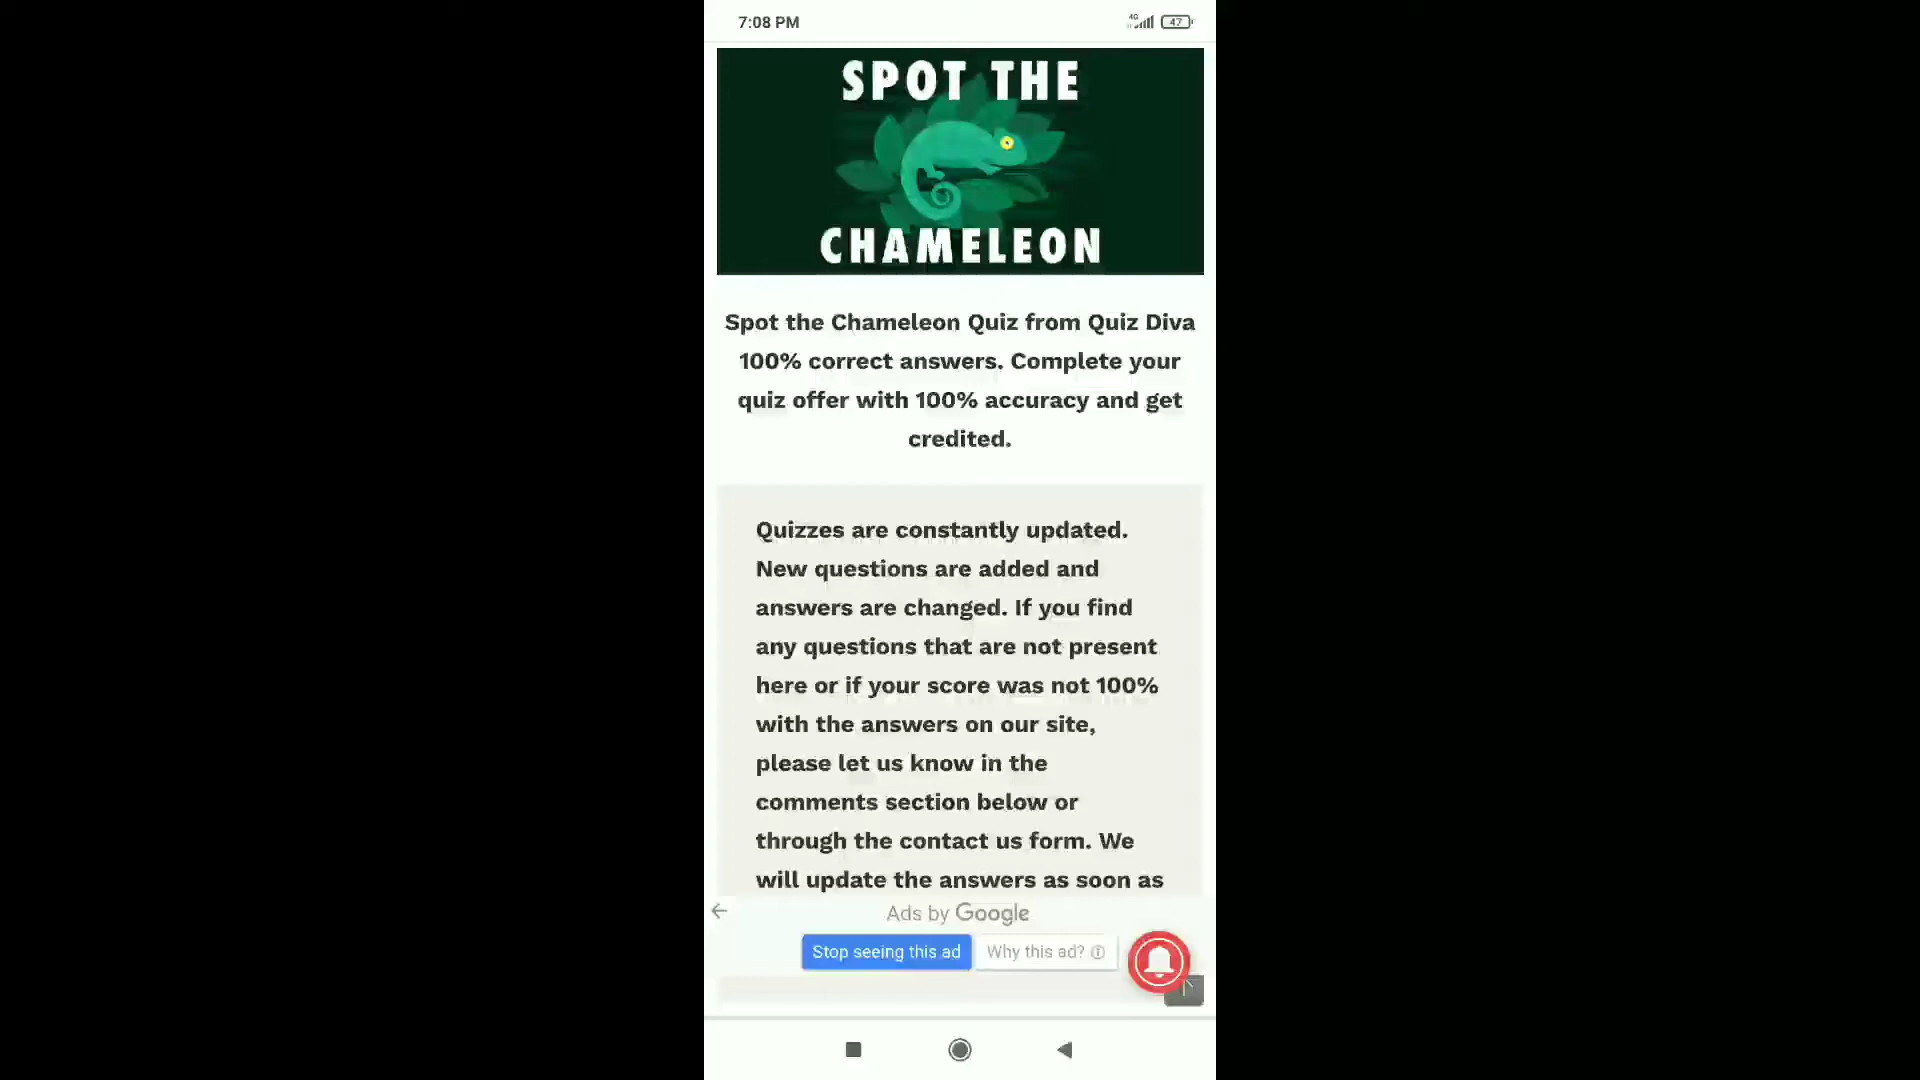 7:08 PM
4G
47
SPOT THE
CHAMELEON
Spot the Chameleon Quiz from Quiz Diva
100% correct answers. Complete your
quiz offer with 100% accuracy and get
credited.
Quizzes are constantly updated.
New questions are added and
answers are changed. If you find
any questions that are not present
here or if your score was not 100%
with the answers on our site,
please let us know in the
comments section below or
through the contact us form. We
will update the answers as soon as
Ads by Google
Stop seeing this ad
Why this ad?